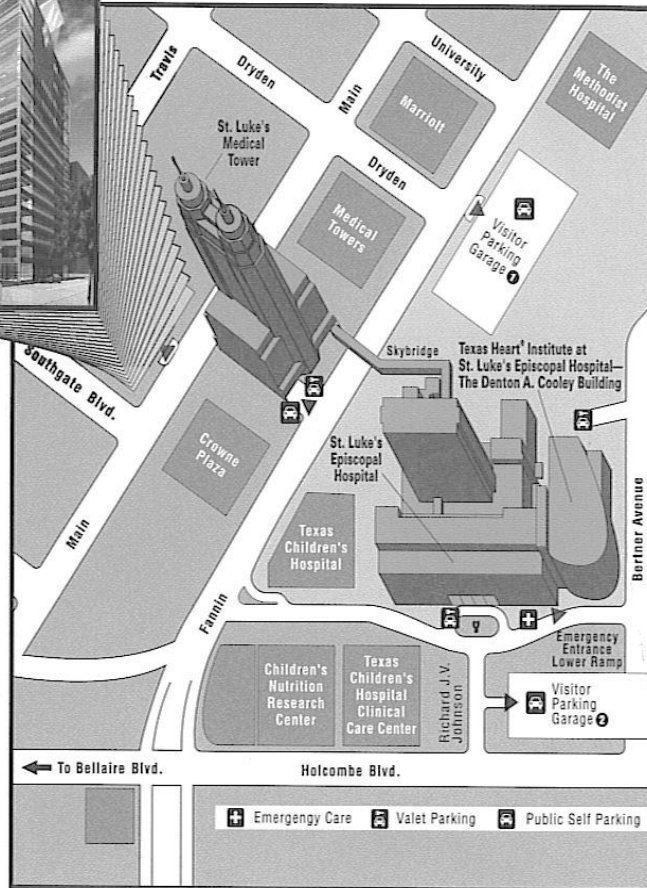 Travis
Dryden
Main
University
Marriott
The
Methodist
Hospital
St. Luke's
Medical
Tower
Dryden
Medical
Towers
Visitor
Parking
Garage 1
Southgate Blvd.
Skybridge
Texas Heart® Institute at
St. Luke's Episcopal Hospital—
The Denton A. Cooley Building
Crowne
Plaza
St. Luke's
Episcopal
Hospital
Main
Texas
Children's
Hospital
Bertner Avenue
Fannin
Emergency
Entrance
Lower Ramp
Children's
Nutrition
Research
Center
Texas
Children's
Hospital
Clinical
Care Center
Richard J.V.
Johnson
Visitor
Parking
Garage 2
To Bellaire Blvd.
Holcombe Blvd.
Emergengy Care
Valet Parking
Public Self Parking